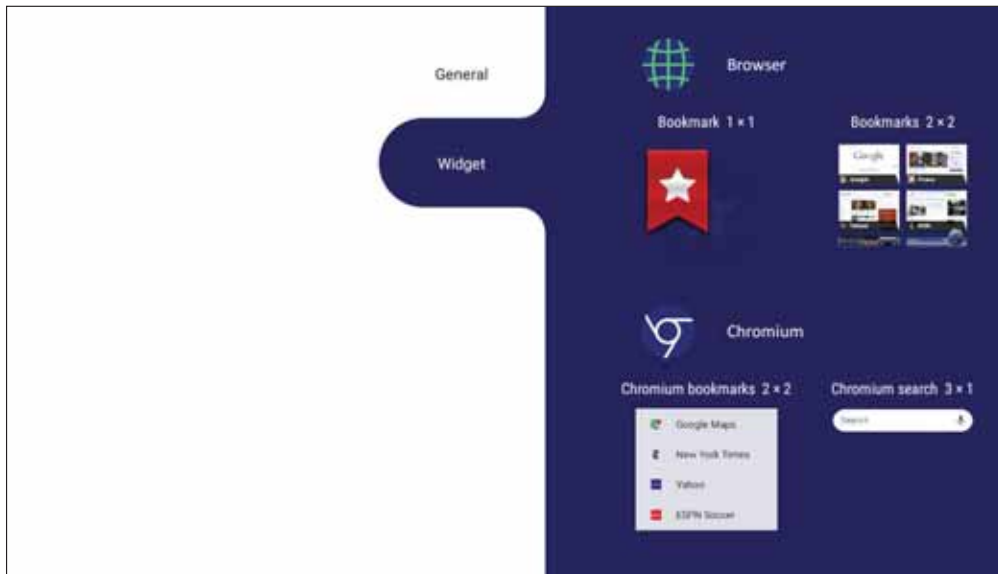 General
Widget
Browser
Bookmark 1 × 1
Bookmarks 2 × 2
Google
Chromium
Chromium bookmarks 2 × 2
Chromium search 3 × 1
Google Maps
New York Times
Yahoo
ESPN Soccer
Search